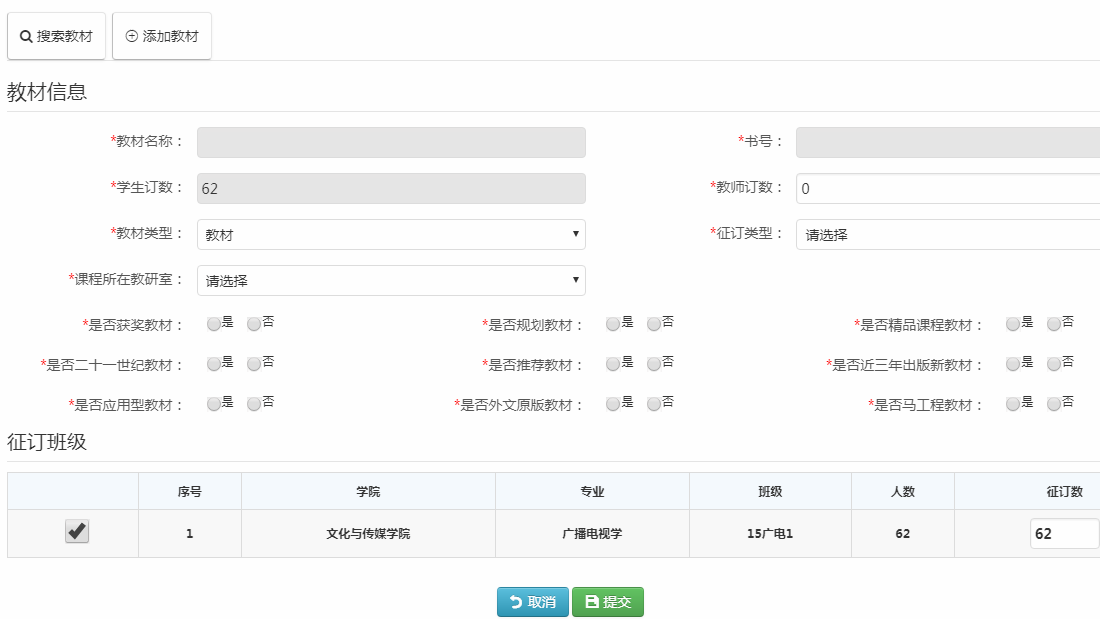 搜索教材 添加教材
教材信息
*教材名称： *书号：
*学生订数： 62 *教师订数： 0
*教材类型： 教材 *征订类型： 请选择
*课程所在教研室： 请选择
*是否获奖教材： 是 否 *是否规划教材： 是 否 *是否精品课程教材： 是 否
*是否二十一世纪教材： 是 否 *是否推荐教材： 是 否 *是否近三年出版新教材： 是 否
*是否应用型教材： 是 否 *是否外文原版教材： 是 否 *是否马工程教材： 是 否
征订班级
序号 学院 专业 班级 人数 征订数
1 文化与传媒学院 广播电视学 15广电1 62 62
取消 提交